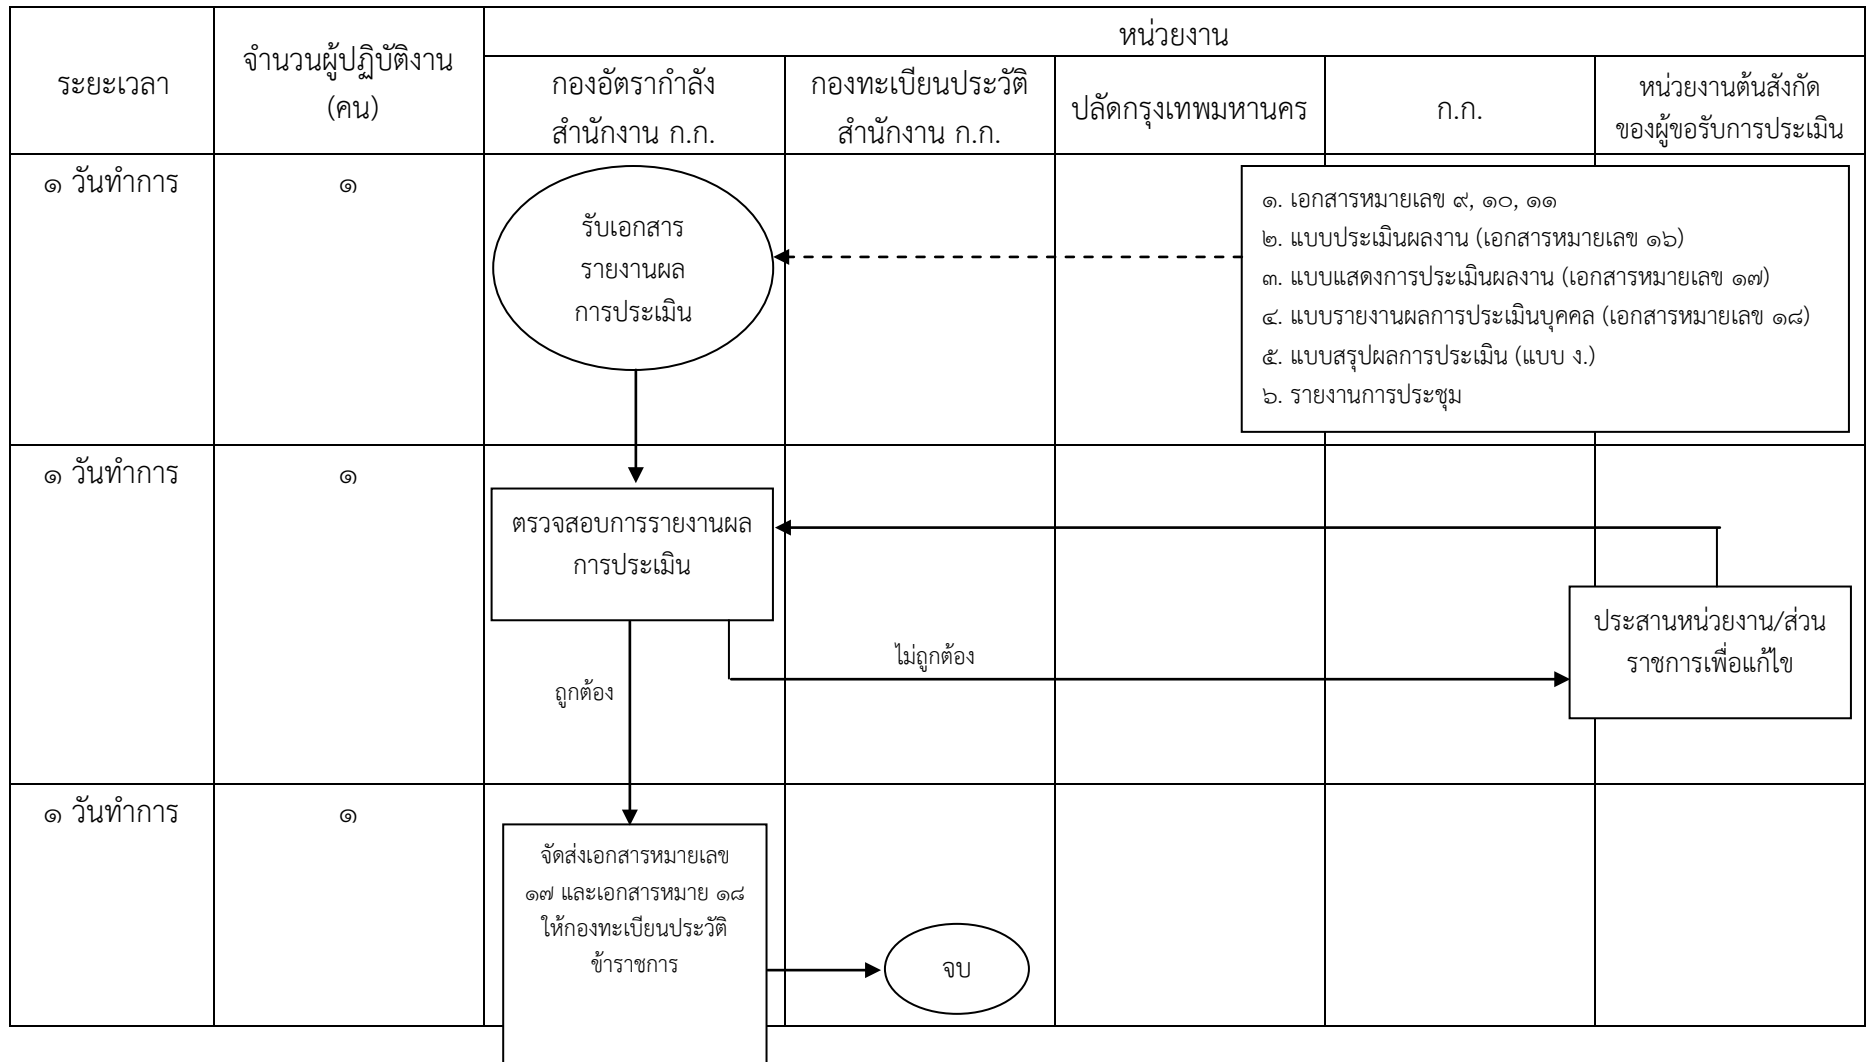 หน่วยงาน
ระยะเวลา
จำนวนผู้ปฏิบัติงาน
(คน)
กองอัตรากำลัง
สำนักงาน ก.ก.
กองทะเบียนประวัติ
สำนักงาน ก.ก.
ปลัดกรุงเทพมหานคร
ก.ก.
หน่วยงานต้นสังกัด
ของผู้ขอรับการประเมิน
๑ วันทำการ
๑
รับเอกสาร
รายงานผล
การประเมิน
๑. เอกสารหมายเลข ๙, ๑๐, ๑๑
๒. แบบประเมินผลงาน (เอกสารหมายเลข ๑๖)
๓. แบบแสดงการประเมินผลงาน (เอกสารหมายเลข ๑๗)
๔. แบบรายงานผลการประเมินบุคคล (เอกสารหมายเลข ๑๘)
๕. แบบสรุปผลการประเมิน (แบบ ง.)
๖. รายงานการประชุม
๑ วันทำการ
๑
ตรวจสอบการรายงานผล
การประเมิน
ประสานหน่วยงาน/ส่วน
ราชการเพื่อแก้ไข
ไม่ถูกต้อง
ถูกต้อง
๑ วันทำการ
๑
จัดส่งเอกสารหมายเลข
๑๗ และเอกสารหมาย ๑๘
ให้กองทะเบียนประวัติ
ข้าราชการ
จบ